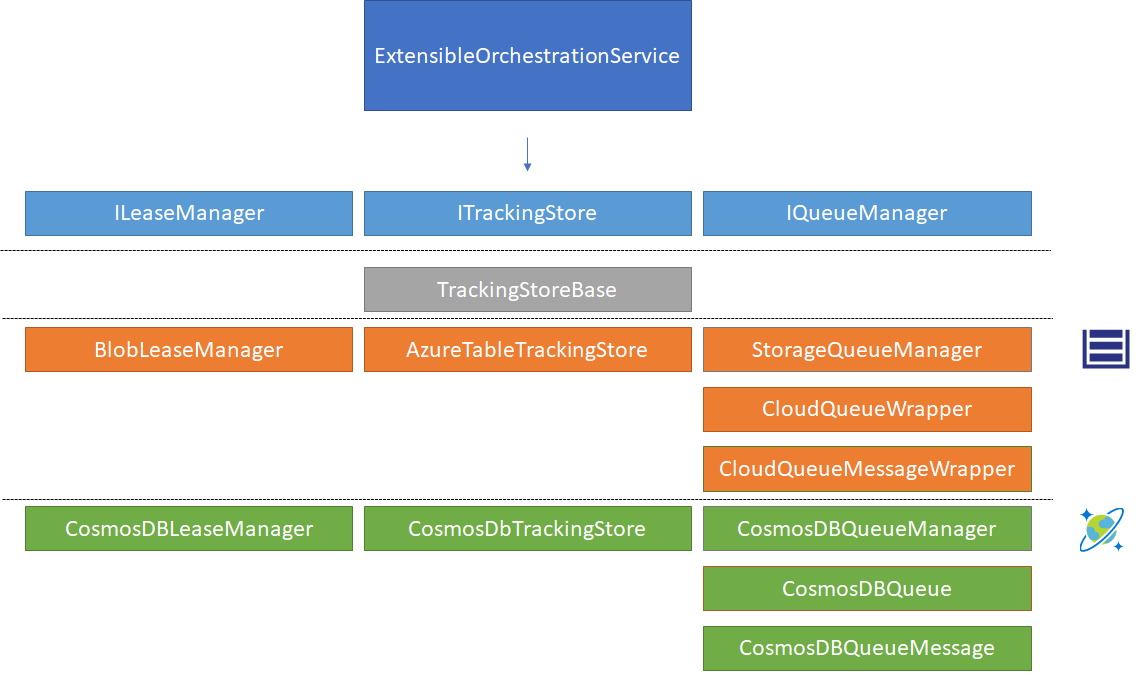 ExtensibleOrchestrationService
ILeaseManager
ITrackingStore
IQueueManager
TrackingStoreBase
BlobLeaseManager
AzureTableTrackingStore
StorageQueueManager
CloudQueueWrapper
CloudQueueMessageWrapper
CosmosDBLeaseManager
CosmosDbTrackingStore
CosmosDBQueueManager
CosmosDBQueue
CosmosDBQueueMessage